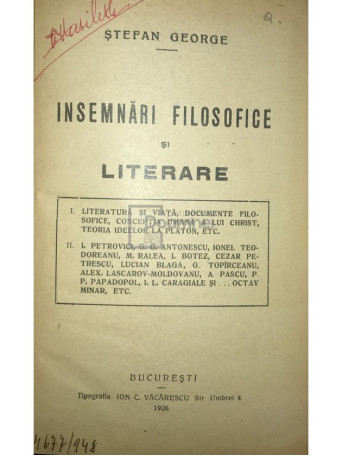 Q.
ȘTEFAN GEORGE
INSEMNĂRI FILOSOFICE
ȘI
LITERARE
I. LITERATURĂ ȘI VIAȚĂ, DOCUMENTE FILO-
SOFICE, CONCEPȚIA UMANĂ A LUI CHRIST,
TEORIA IDEILOR LA PLATON, ETC.
II. I. PETROVICI, G. G. ANTONESCU, IONEL TEO-
DOREANU, M. RALEA, I. BOTEZ, CEZAR PE-
TRESCU, LUCIAN BLAGA, G. TOPÎRCEANU,
ALEX. LASCAROV-MOLDOVANU, A. PASCU, P.
P. PAPADOPOL, I. L. CARAGIALE ȘI... OCTAV
MINAR, ETC.
BUCUREȘTI
Tipografia ION C. VĂCĂRESCU Str Umbrei 4
1926
4677/948